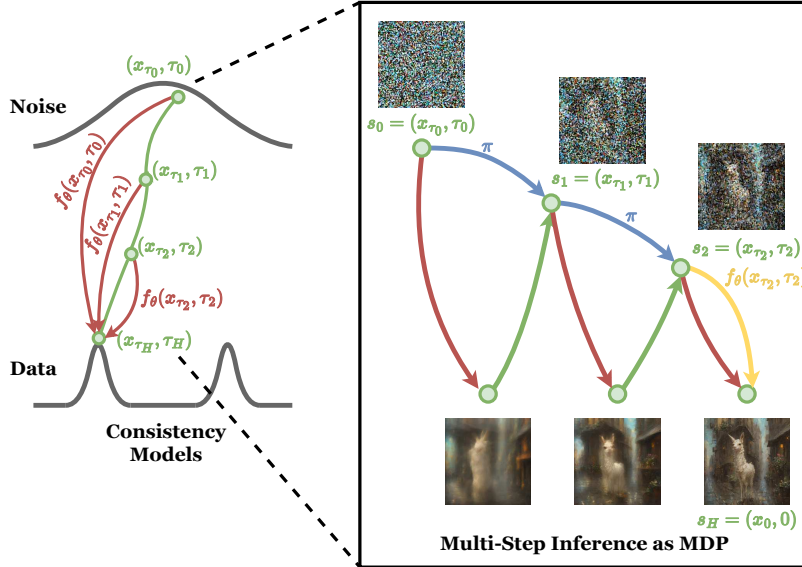 (x_{τ_0}, τ_0)
Noise
f_θ(x_{τ_0}, τ_0)
f_θ(x_{τ_1}, τ_1)
(x_{τ_1}, τ_1)
(x_{τ_2}, τ_2)
f_θ(x_{τ_2}, τ_2)
(x_{τ_H}, τ_H)
Data
Consistency
Models
s_0 = (x_{τ_0}, τ_0)
π
s_1 = (x_{τ_1}, τ_1)
π
s_2 = (x_{τ_2}, τ_2)
f_θ(x_{τ_2}, τ_2)
s_H = (x_0, 0)
Multi-Step Inference as MDP